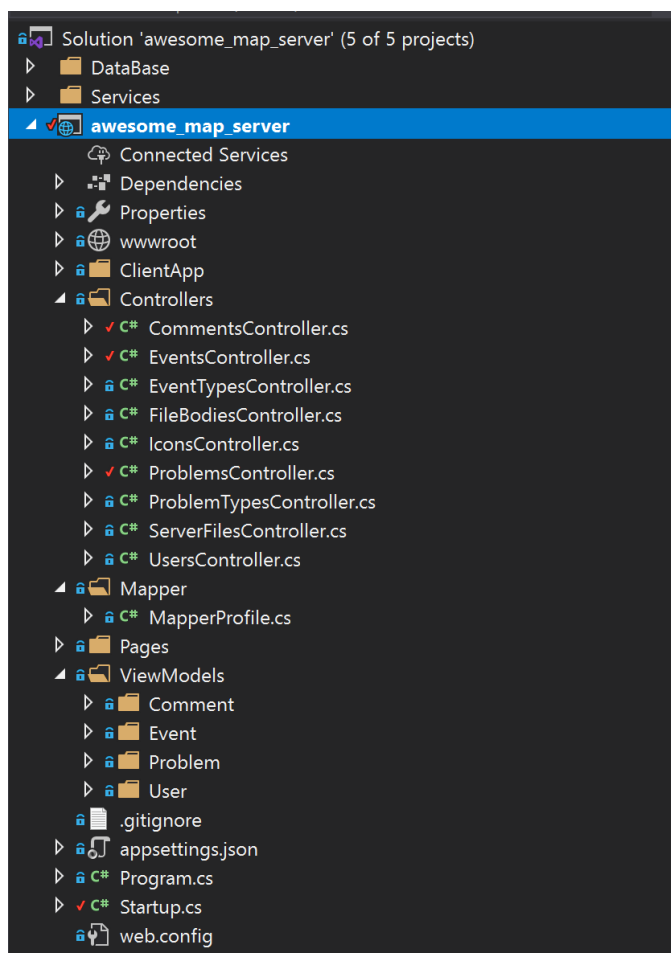 Solution 'awesome_map_server' (5 of 5 projects)
DataBase
Services
awesome_map_server
Connected Services
Dependencies
Properties
wwwroot
ClientApp
Controllers
C# CommentsController.cs
C# EventsController.cs
C# EventTypesController.cs
C# FileBodiesController.cs
C# IconsController.cs
C# ProblemsController.cs
C# ProblemTypesController.cs
C# ServerFilesController.cs
C# UsersController.cs
Mapper
C# MapperProfile.cs
Pages
ViewModels
Comment
Event
Problem
User
.gitignore
appsettings.json
C# Program.cs
C# Startup.cs
web.config